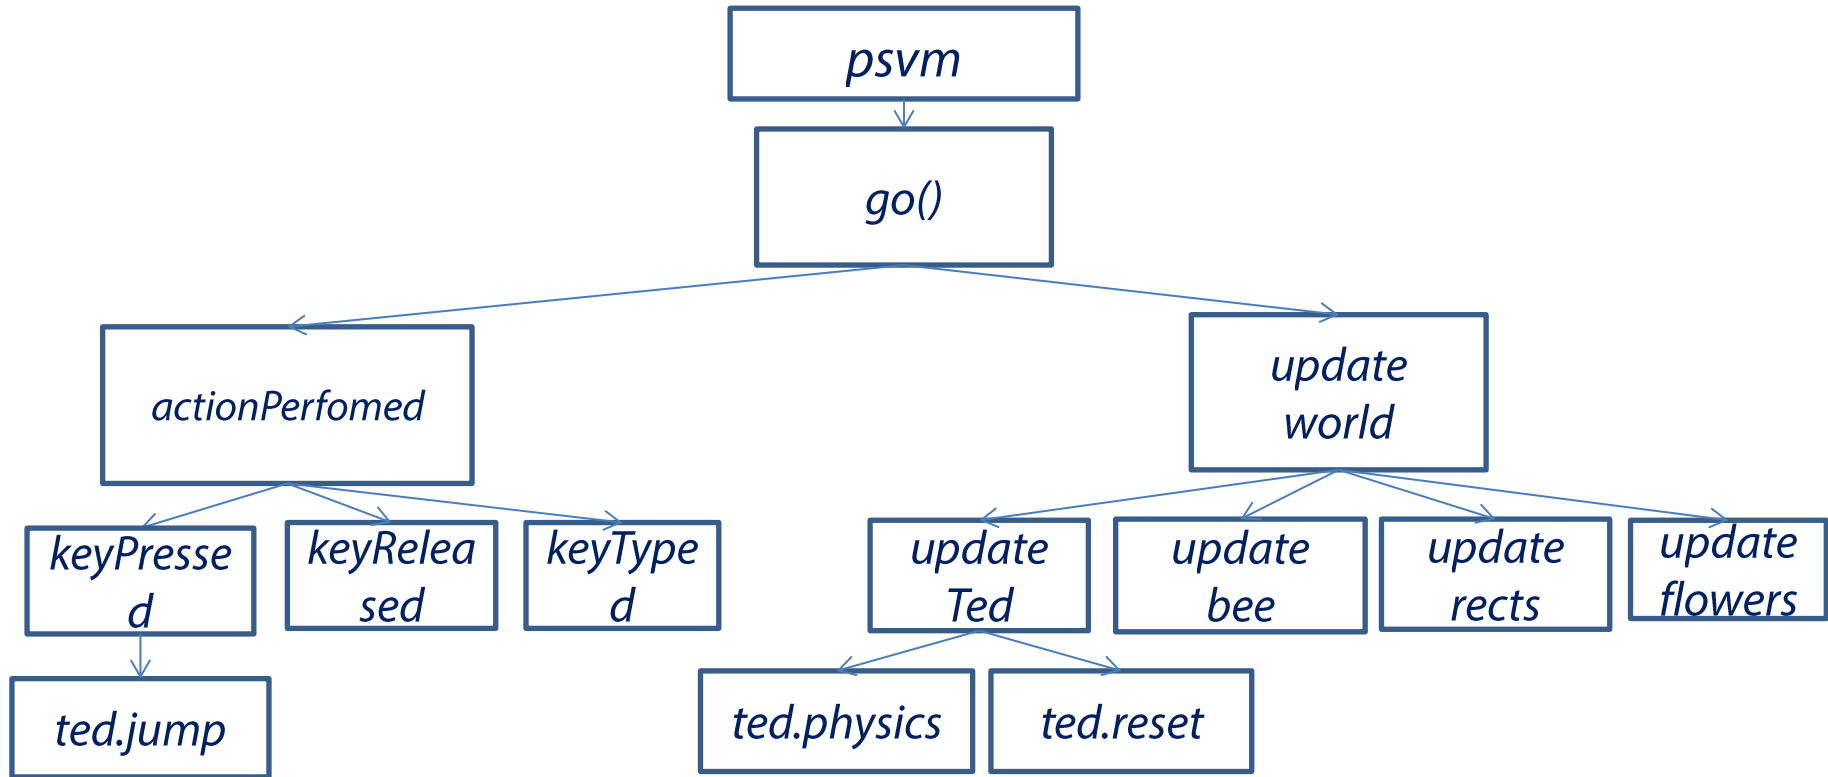 psvm
go()
actionPerfomed
update
world
keyPresse
d
keyRelea
sed
keyType
d
update
Ted
update
bee
update
rects
update
flowers
ted.jump
ted.physics
ted.reset